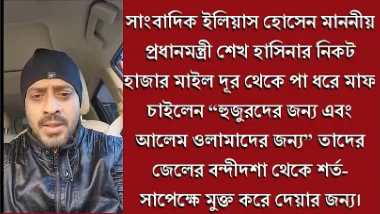 সাংবাদিক ইলিয়াস হোসেন মাননীয়
প্রধানমন্ত্রী শেখ হাসিনার নিকট
হাজার মাইল দূর থেকে পা ধরে মাফ
চাইলেন “হুজুরদের জন্য এবং
আলেম ওলামাদের জন্য” তাদের
জেলের বন্দীদশা থেকে শর্ত-
সাপেক্ষে মুক্ত করে দেয়ার জন্য।